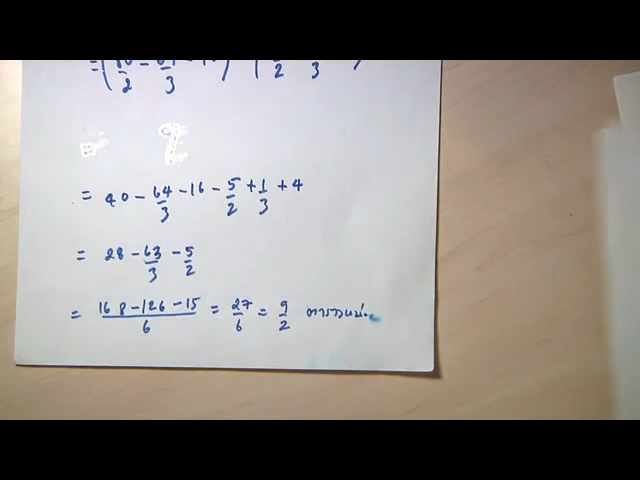 = 40 - 64/3 - 16 - 5/2 + 1/3 + 4
= 28 - 63/3 - 5/2
= 168 - 126 - 15 / 6 = 27/6 = 9/2 ตารางหน่วย